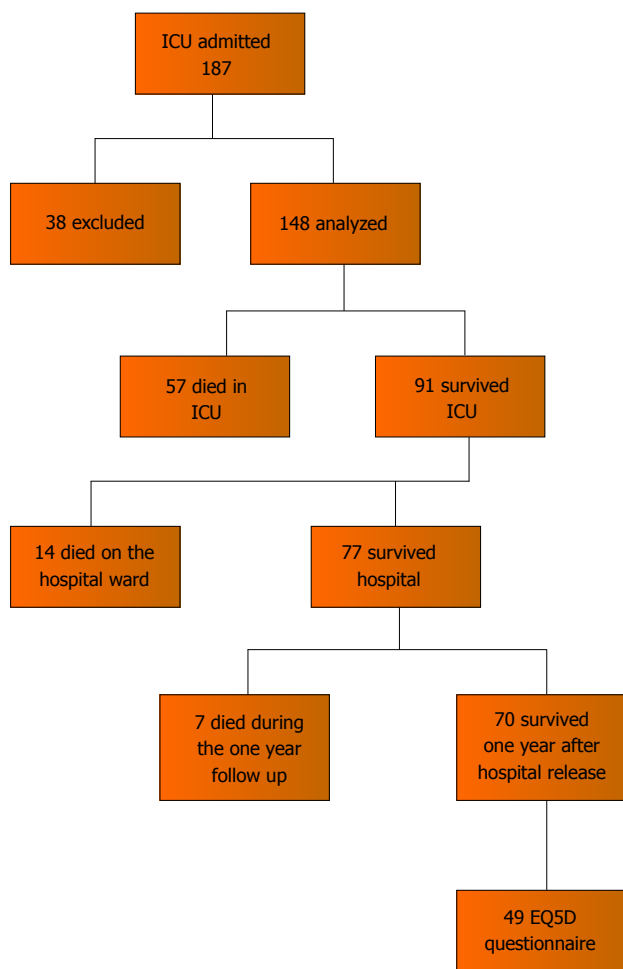 ICU admitted
187
38 excluded
148 analyzed
57 died in
ICU
91 survived
ICU
14 died on the
hospital ward
77 survived
hospital
7 died during
the one year
follow up
70 survived
one year after
hospital release
49 EQ5D
questionnaire